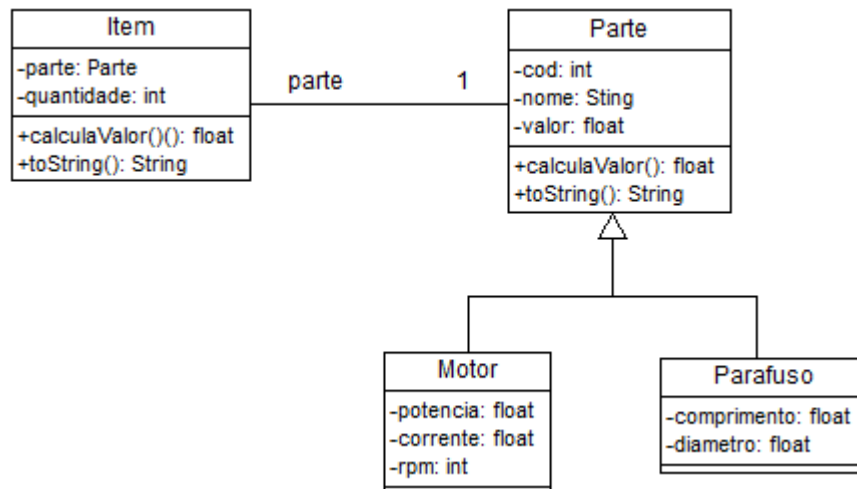 Item
-parte: Parte
-quantidade: int
+calculaValor()(): float
+toString(): String
parte
1
Parte
-cod: int
-nome: Sting
-valor: float
+calculaValor(): float
+toString(): String
Motor
-potencia: float
-corrente: float
-rpm: int
Parafuso
-comprimento: float
-diametro: float